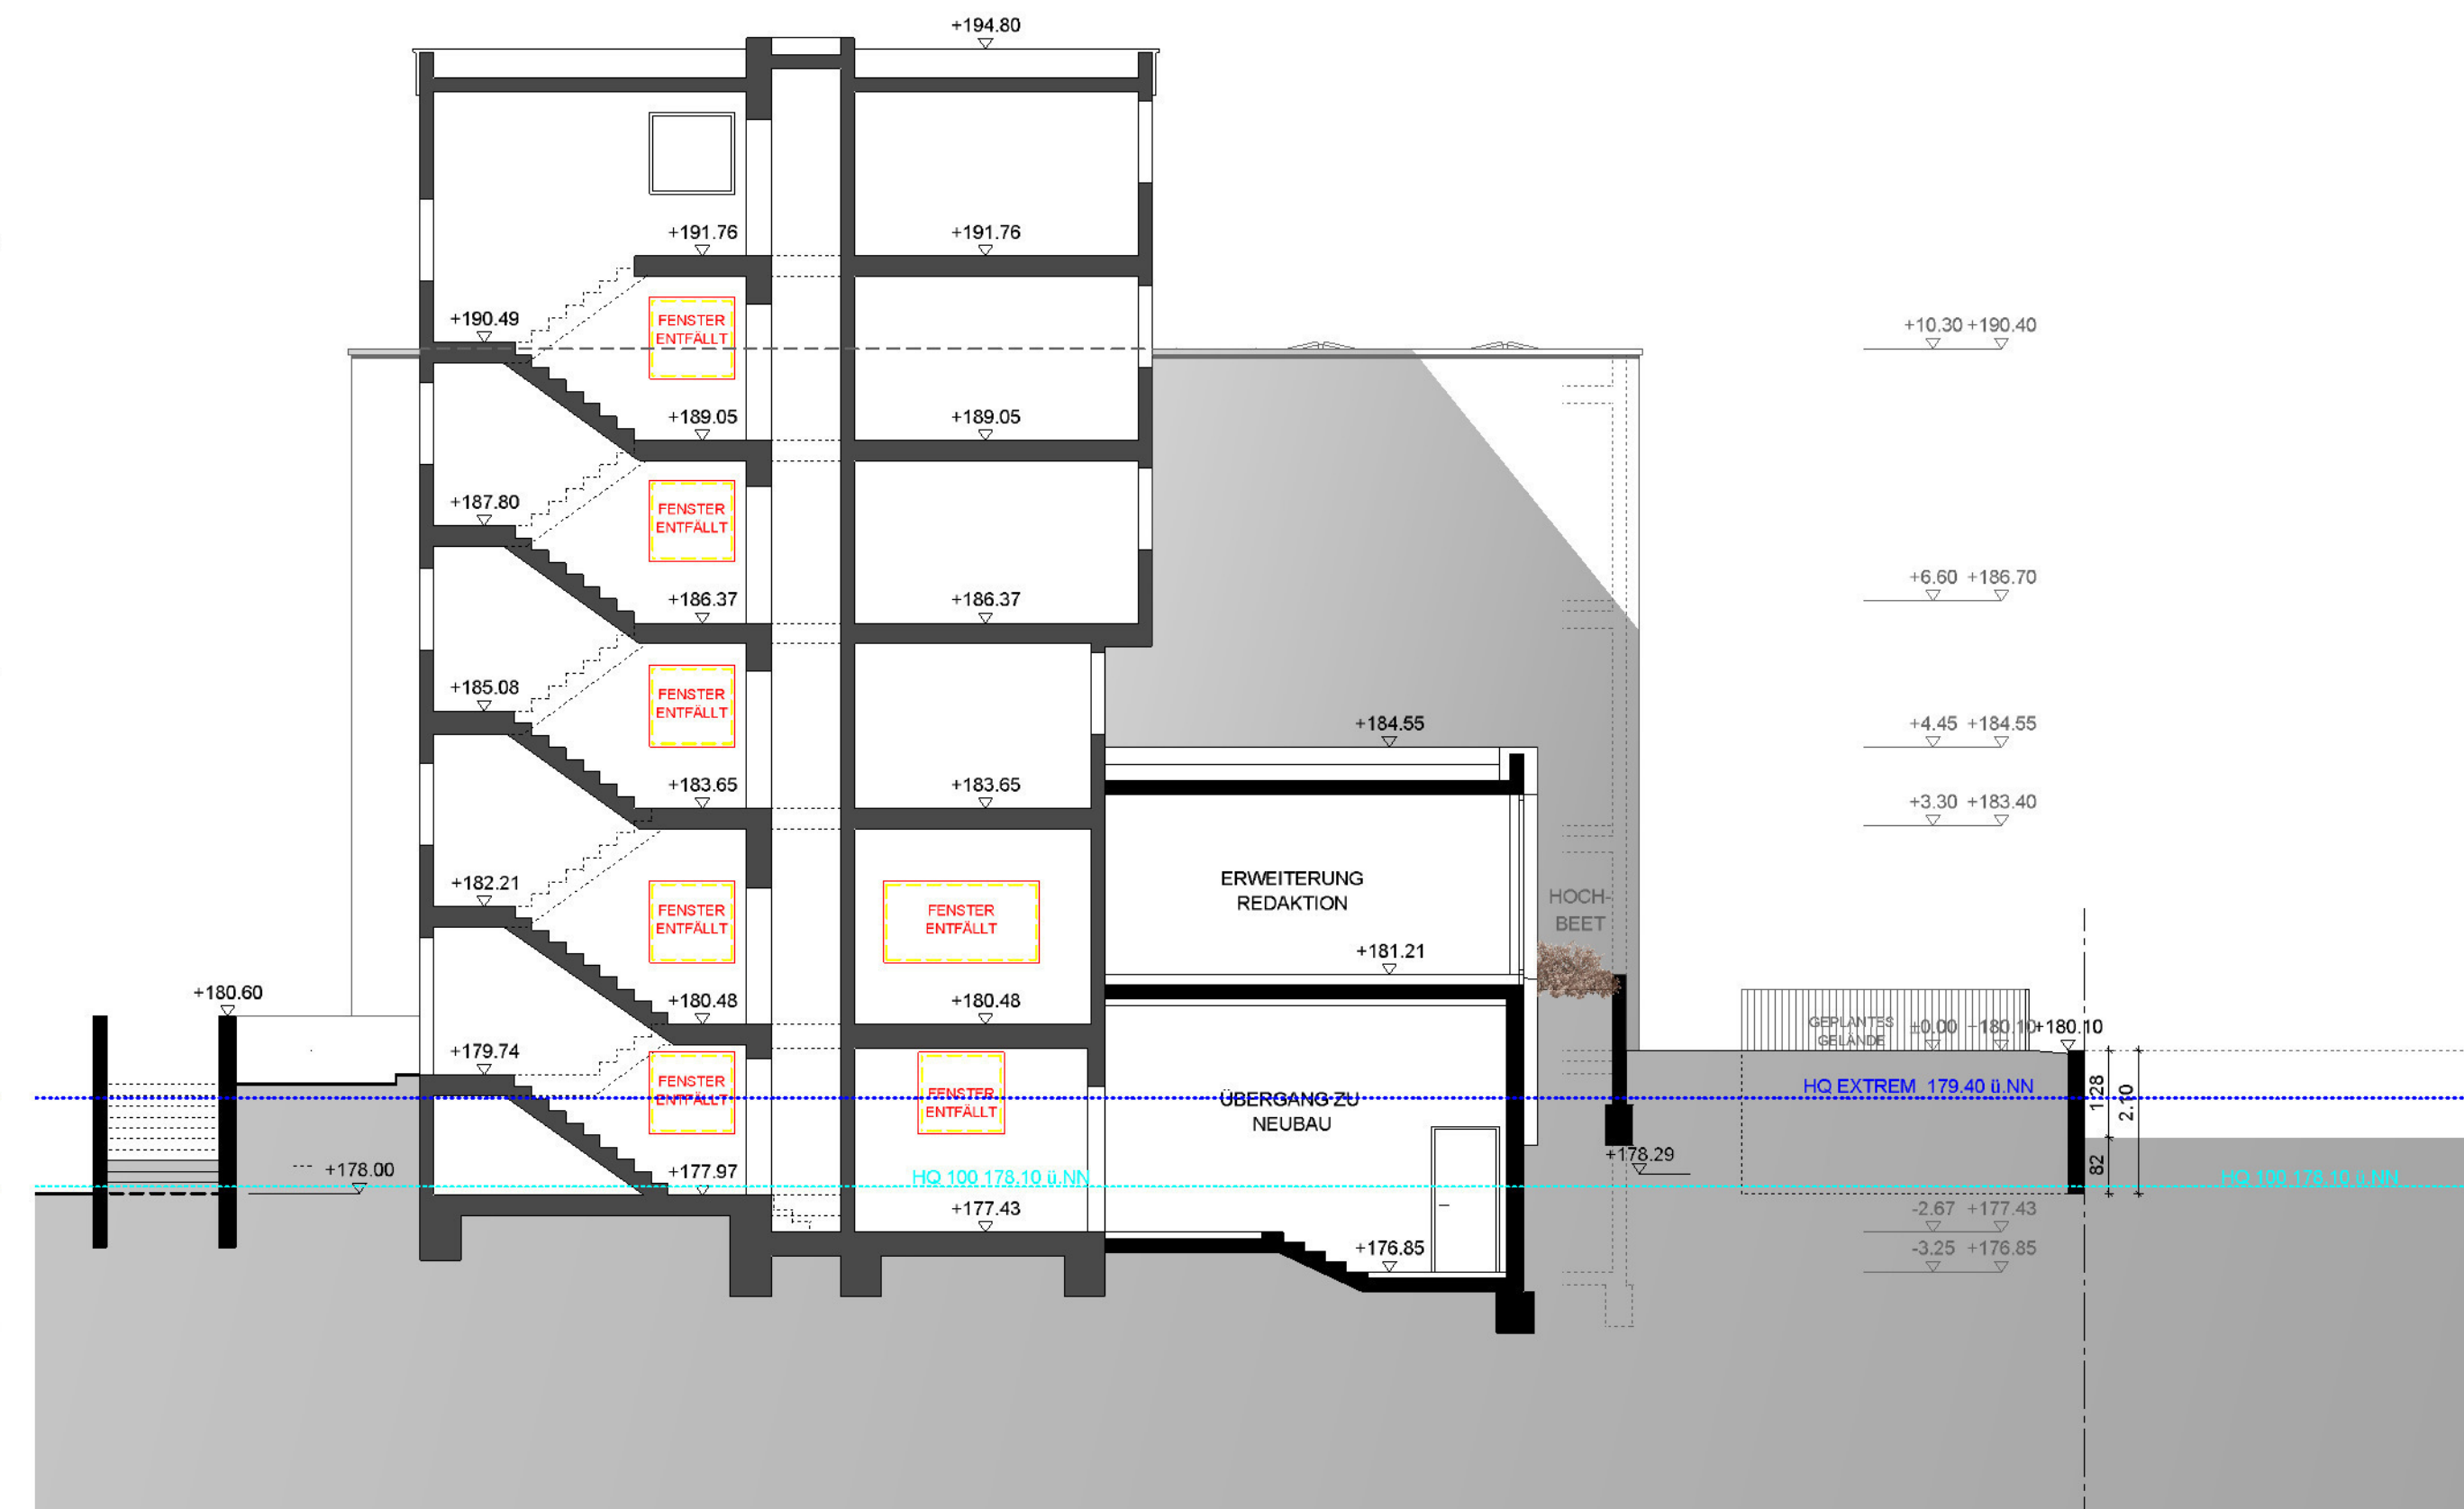 +194.80
+191.76
+191.76
+190.49
FENSTER
ENTFÄLLT
+10.30 +190.40
+189.05
+189.05
+187.80
FENSTER
ENTFÄLLT
+186.37
+186.37
+6.60 +186.70
+185.08
FENSTER
ENTFÄLLT
+184.55
+4.45 +184.55
+183.65
+183.65
+3.30 +183.40
+182.21
FENSTER
ENTFÄLLT
FENSTER
ENTFÄLLT
ERWEITERUNG
REDAKTION
HOCH-
BEET
+181.21
+180.60
+180.48
+180.48
GEPLANTES
GELÄNDE
±0.00 +180.10
+180.10
+179.74
FENSTER
ENTFÄLLT
FENSTER
ENTFÄLLT
ÜBERGANG ZU
NEUBAU
HQ EXTREM 179.40 ü.NN
1.28
2.10
82
+178.00
+177.97
HQ 100 178.10 ü.NN
+178.29
HQ 100 178.10 ü.NN
+177.43
-2.67 +177.43
+176.85
-3.25 +176.85